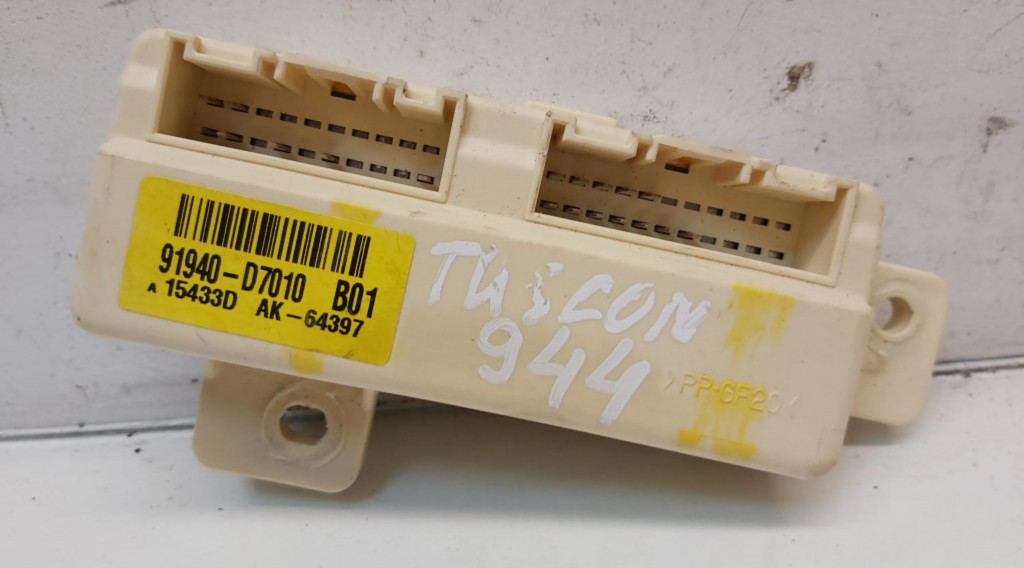 91940-D7010 B01
A 15433D AK-64397
TUSCON
944
>PP-GF20<